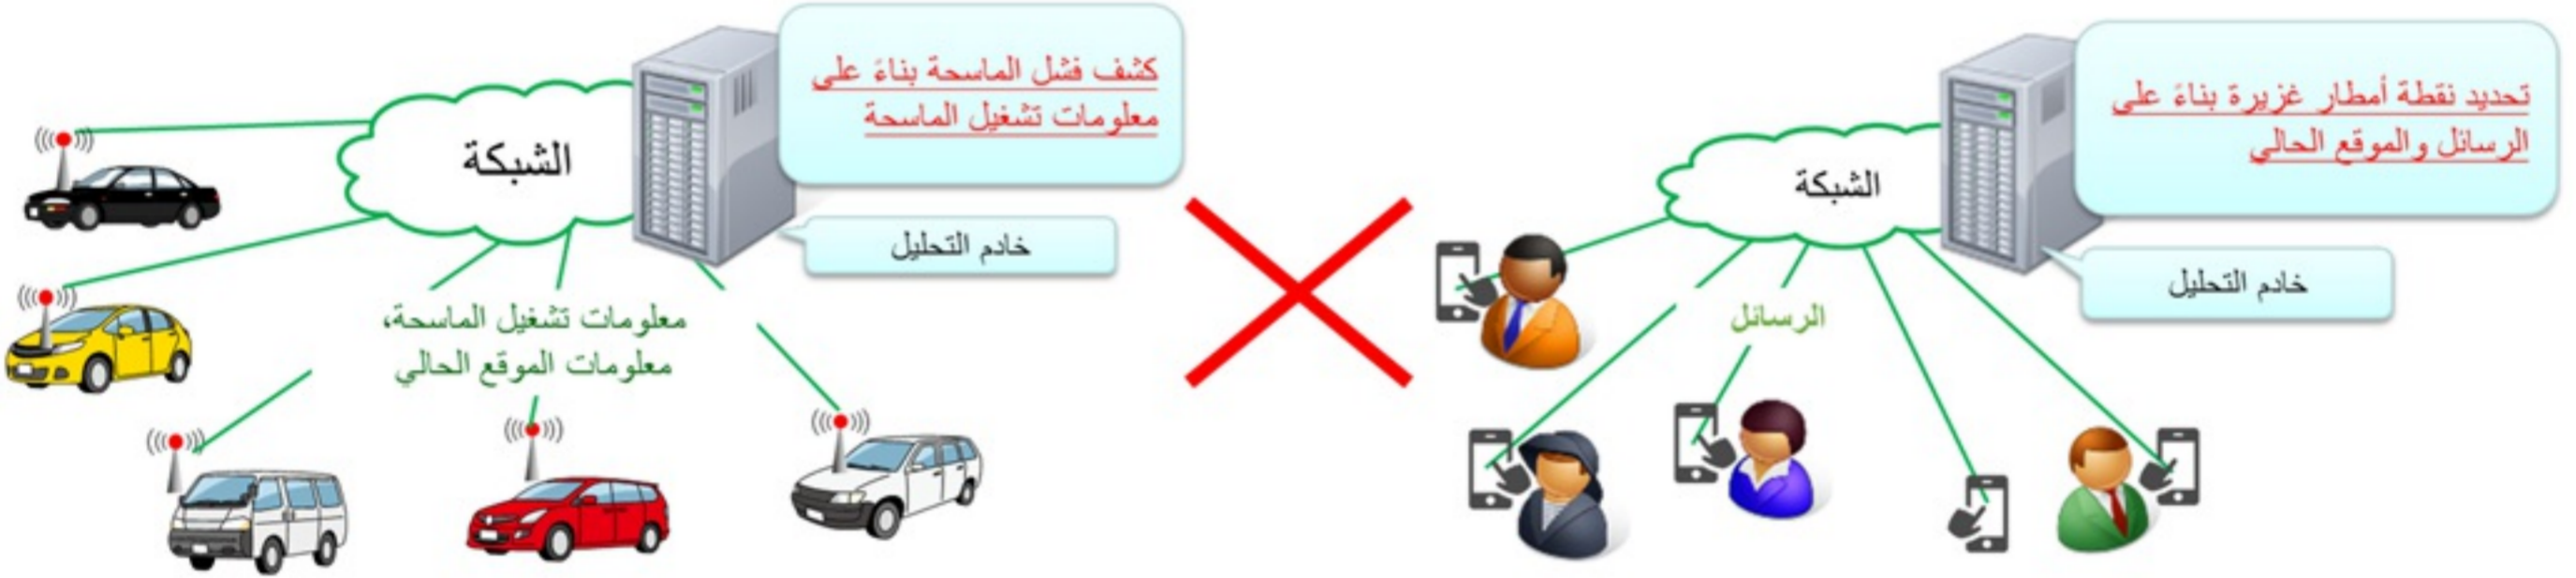 كشف فشل الماسحة بناءً على
معلومات تشغيل الماسحة
الشبكة
خادم التحليل
معلومات تشغيل الماسحة،
معلومات الموقع الحالي
تحديد نقطة أمطار غزيرة بناءً على
الرسائل والموقع الحالي
الشبكة
خادم التحليل
الرسائل